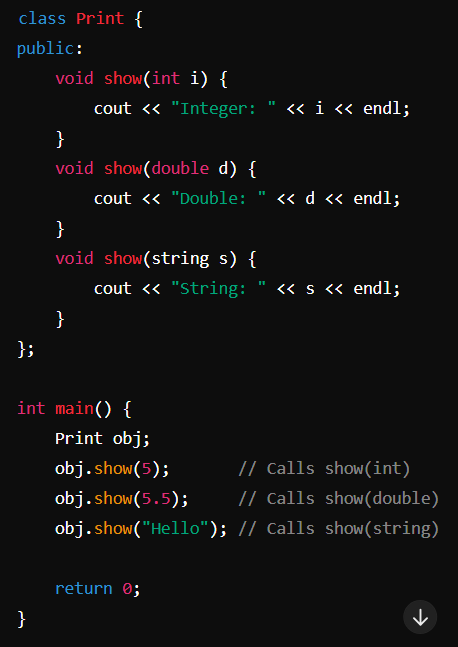 class Print {
public:
    void show(int i) {
        cout << "Integer: " << i << endl;
    }
    void show(double d) {
        cout << "Double: " << d << endl;
    }
    void show(string s) {
        cout << "String: " << s << endl;
    }
};

int main() {
    Print obj;
    obj.show(5);       // Calls show(int)
    obj.show(5.5);     // Calls show(double)
    obj.show("Hello"); // Calls show(string)

    return 0;
}